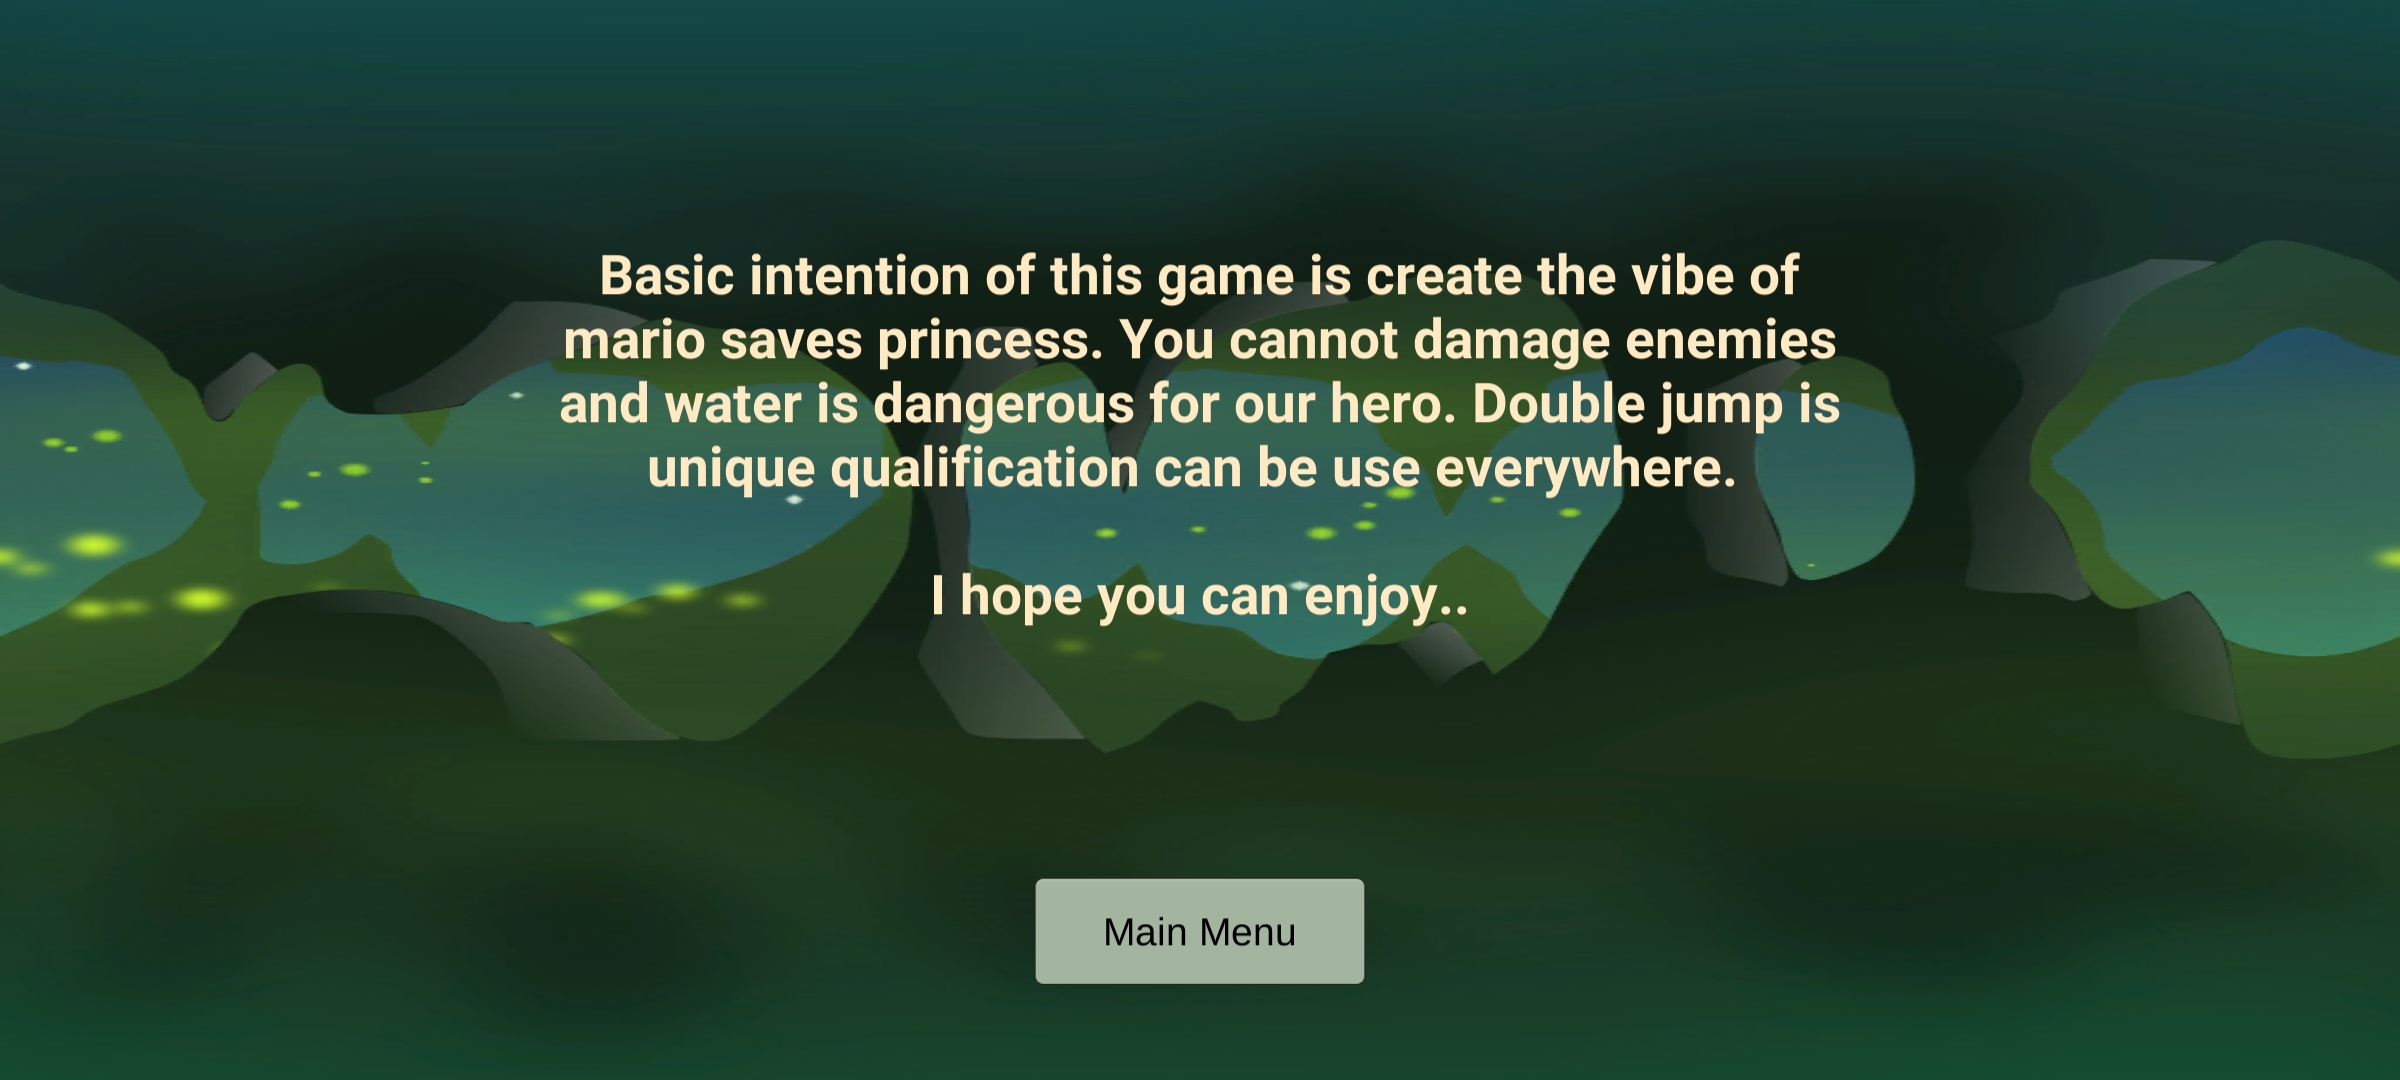 Basic intention of this game is create the vibe of
mario saves princess. You cannot damage enemies
and water is dangerous for our hero. Double jump is
unique qualification can be use everywhere.
I hope you can enjoy..
Main Menu